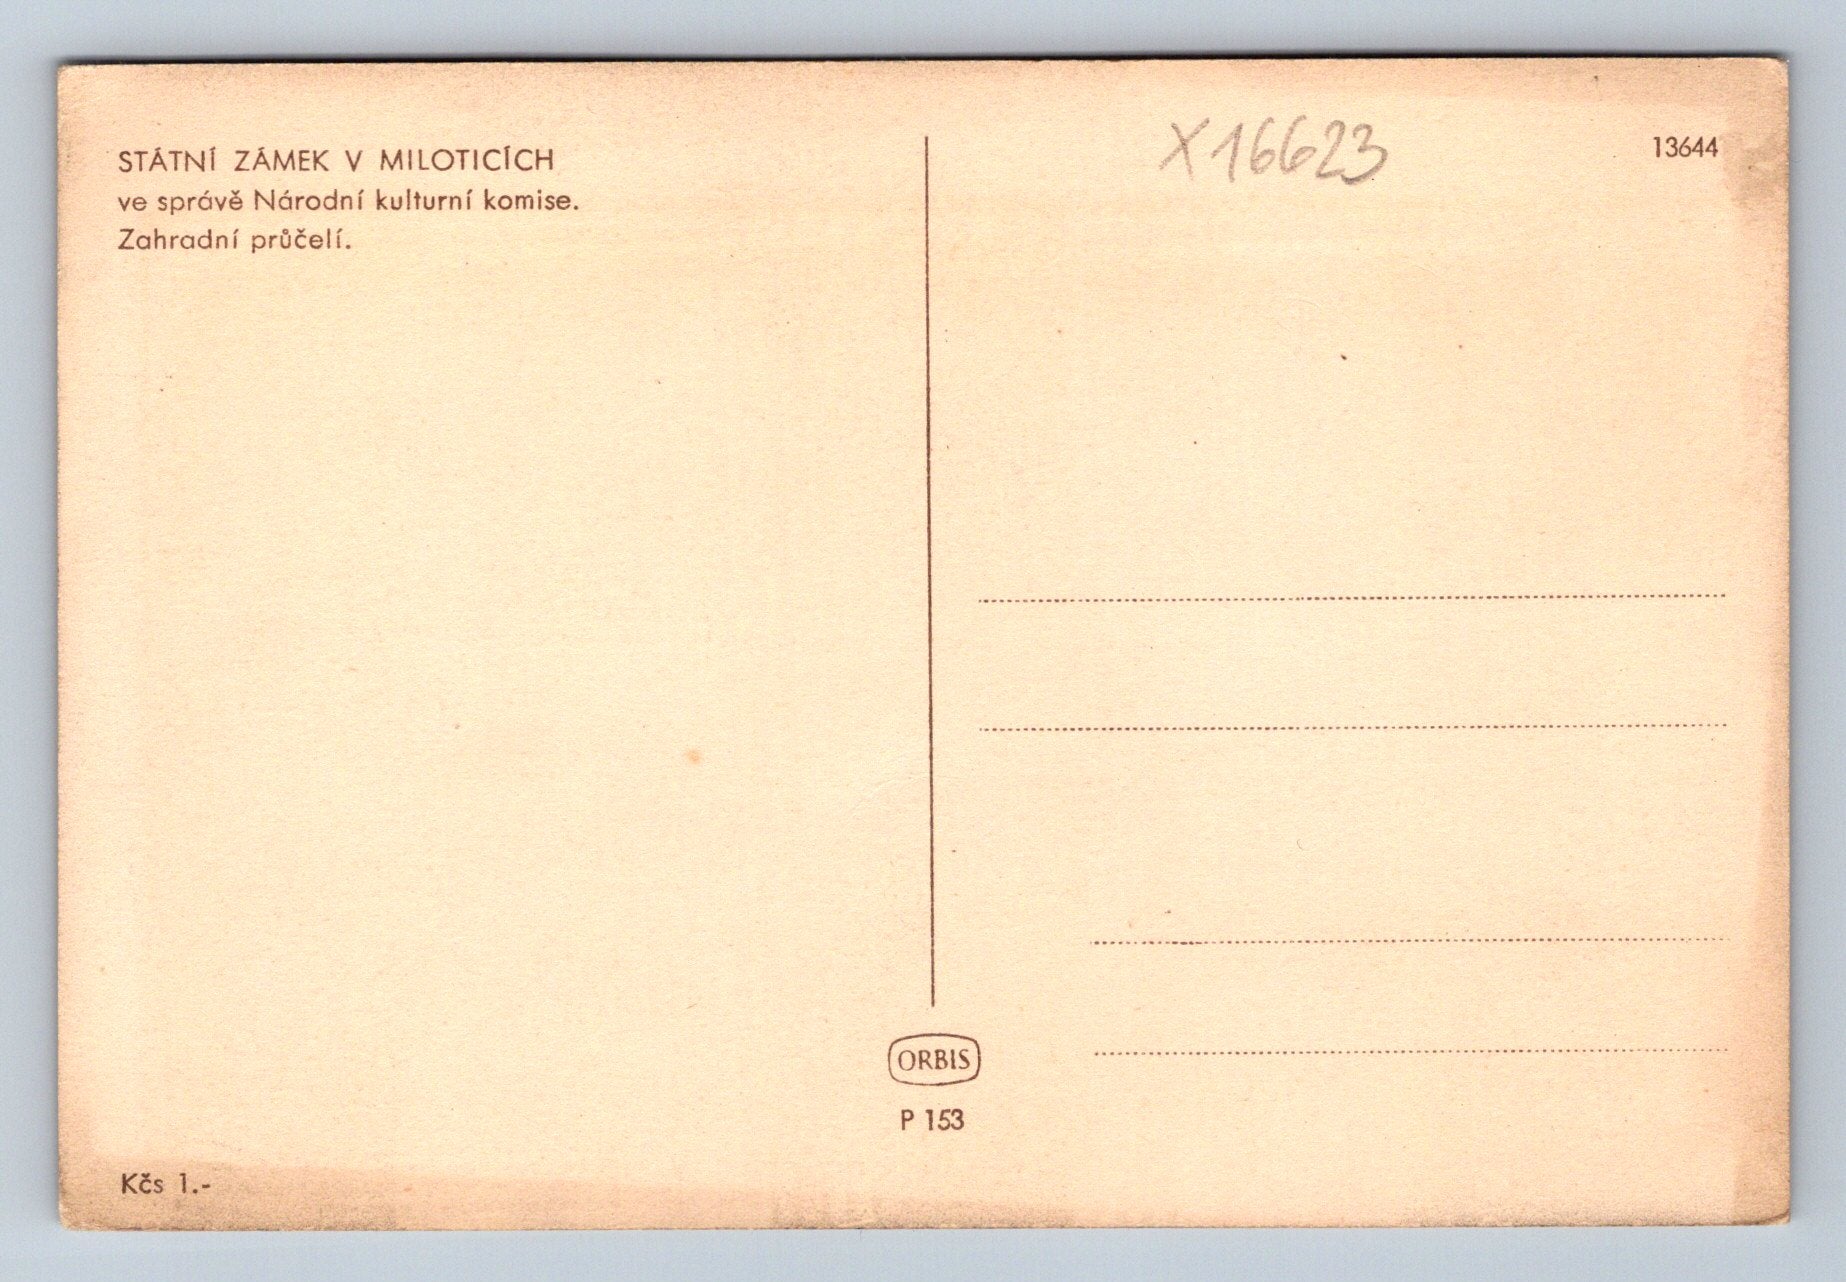 STÁTNÍ ZÁMEK V MILOTICÍCH
ve správě Národní kulturní komise.
Zahradní průčelí.
X16623
13644
ORBIS
P 153
Kčs 1.-